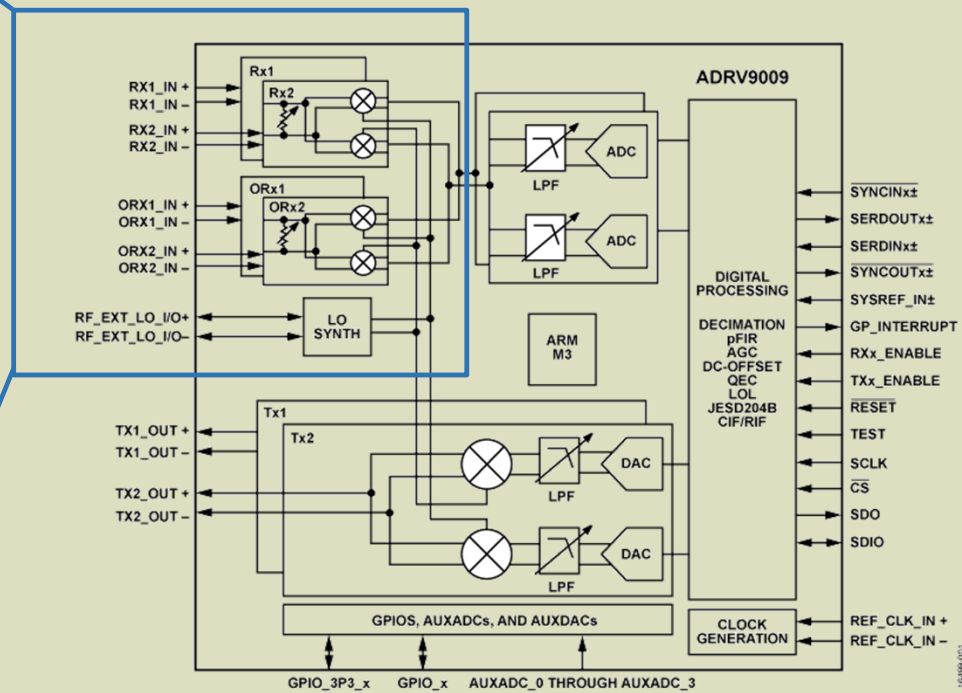 ADRV9009
RX1_IN +
RX1_IN –
RX2_IN +
RX2_IN –
Rx1
Rx2
ORX1_IN +
ORX1_IN –
ORX2_IN +
ORX2_IN –
ORx1
ORx2
RF_EXT_LO_I/O+
RF_EXT_LO_I/O–
LO
SYNTH
LPF
ADC
LPF
ADC
ARM
M3
DIGITAL
PROCESSING
DECIMATION
pFIR
AGC
DC-OFFSET
QEC
LOL
JESD204B
CIF/RIF
SYNCINx±
SERDOUTx±
SERDINx±
SYNCOUTx±
SYSREF_IN±
GP_INTERRUPT
RXx_ENABLE
TXx_ENABLE
RESET
TEST
SCLK
CS
SDO
SDIO
TX1_OUT +
TX1_OUT –
TX2_OUT +
TX2_OUT –
Tx1
Tx2
LPF
DAC
LPF
DAC
GPIOS, AUXADCs, AND AUXDACs
CLOCK
GENERATION
REF_CLK_IN +
REF_CLK_IN –
GPIO_3P3_x
GPIO_x
AUXADC_0 THROUGH AUXADC_3